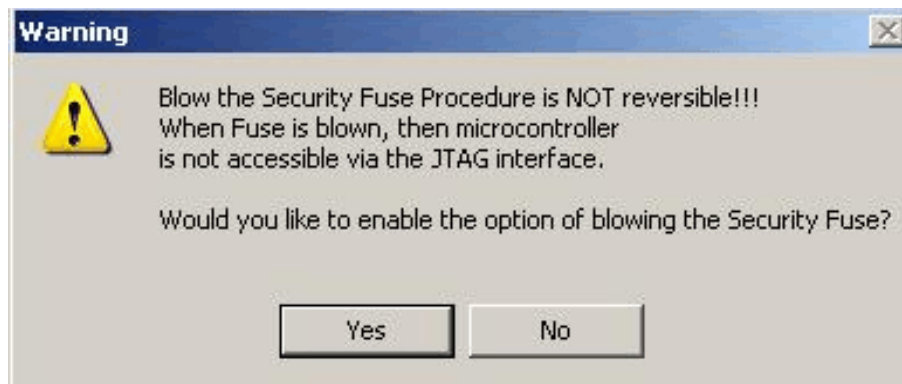 Warning
Blow the Security Fuse Procedure is NOT reversible!!!
When Fuse is blown, then microcontroller
is not accessible via the JTAG interface.
Would you like to enable the option of blowing the Security Fuse?
Yes
No